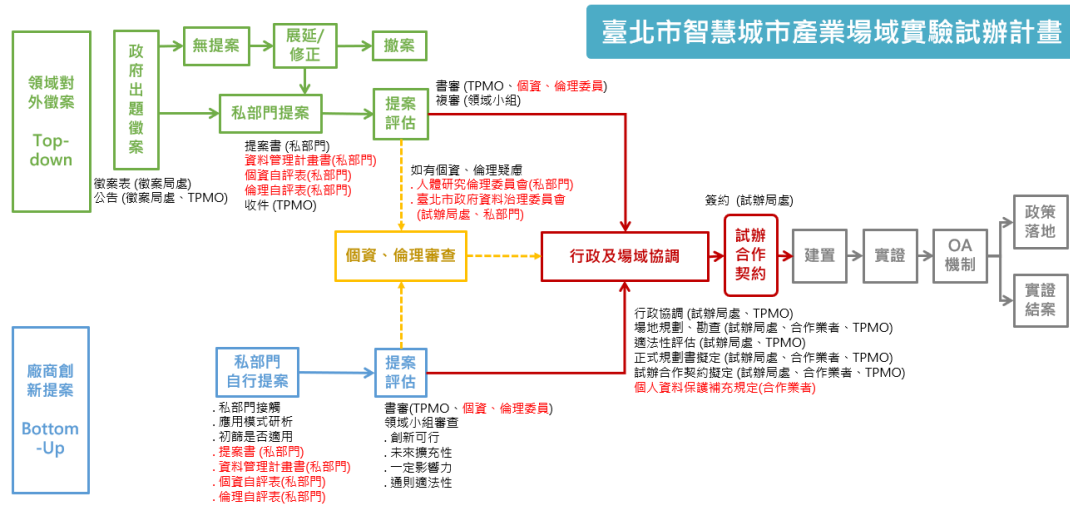 臺北市智慧城市產業場域實驗試辦計畫
領域對
外徵案
Top-
down
政府出題徵案
無提案
展延/
修正
撤案
私部門提案
提案
評估
書審 (TPMO、個資、倫理委員)
複審 (領域小組)
徵案表 (徵案局處)
公告 (徵案局處、TPMO)
提案書 (私部門)
資料管理計畫書(私部門)
個資自評表(私部門)
倫理自評表(私部門)
收件 (TPMO)
如有個資、倫理疑慮
. 人體研究倫理委員會(私部門)
. 臺北市政府資料治理委員會
(試辦局處、私部門)
個資、倫理審查
行政及場域協調
簽約 (試辦局處)
試辦
合作
契約
建置
實證
OA
機制
政策
落地
實證
結案
行政協調 (試辦局處、TPMO)
場地規劃、勘查 (試辦局處、合作業者、TPMO)
適法性評估 (試辦局處、TPMO)
正式規劃書擬定 (試辦局處、合作業者、TPMO)
試辦合作契約擬定 (試辦局處、合作業者、TPMO)
個人資料保護補充規定(合作業者)
廠商創
新提案
Bottom
-Up
私部門
自行提案
提案
評估
. 私部門接觸
. 應用模式研析
. 初篩是否適用
. 提案書 (私部門)
. 資料管理計畫書(私部門)
. 個資自評表(私部門)
. 倫理自評表(私部門)
書審(TPMO、個資、倫理委員)
領域小組審查
. 創新可行
. 未來擴充性
. 一定影響力
. 通則適法性